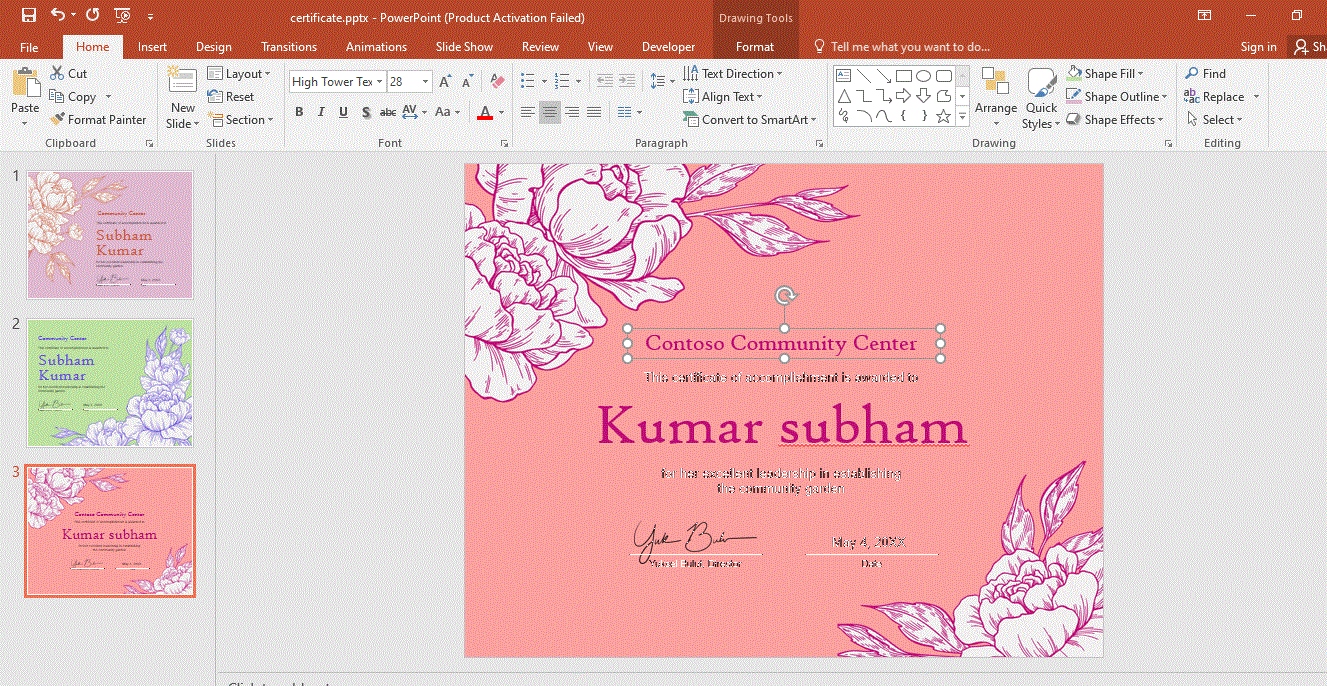 certificate.pptx - PowerPoint (Product Activation Failed)
Drawing Tools
File Home Insert Design Transitions Animations Slide Show Review View Developer Format Tell me what you want to do... Sign in Sh
Paste
Cut
Copy
Format Painter
Clipboard
New
Slide
Layout
Reset
Section
Slides
High Tower Tex 28
B I U S abc AV Aa A
Font
Text Direction
Align Text
Convert to SmartArt
Paragraph
Arrange
Quick
Styles
Shape Fill
Shape Outline
Shape Effects
Drawing
Find
Replace
Select
Editing
1
Community Center
Subham
Kumar
2
Community Center
Subham
Kumar
3
Contoso Community Center
Kumar subham
Contoso Community Center
This certificate of accomplishment is awarded to
Kumar subham
for her excellent leadership in establishing
the community garden
May 4, 20XX
Director
Date